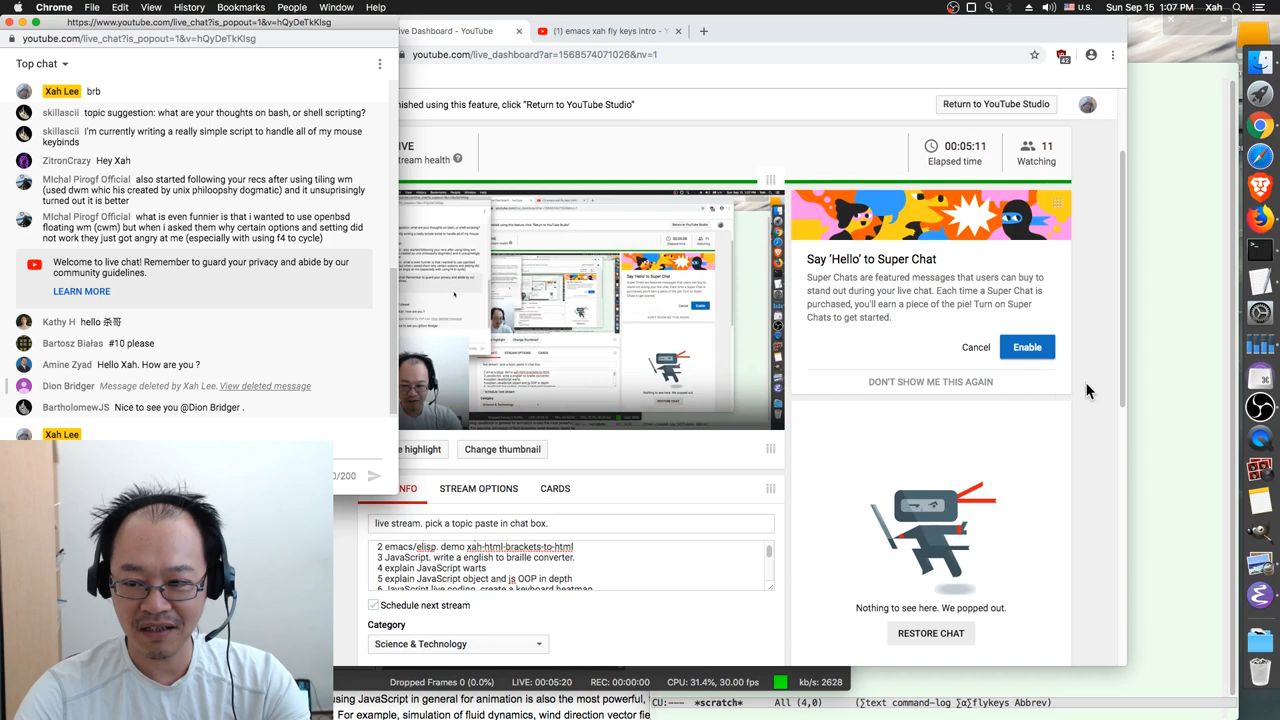 Chrome File Edit View History Bookmarks People Window Help
U.S. Sun Sep 15 1:07 PM Xah
https://www.youtube.com/live_chat?is_popout=1&v=hQyDeTkKlsg
youtube.com/live_chat?is_popout=1&v=hQyDeTkKlsg
ive Dashboard - YouTube
(1) emacs xah fly keys intro - Y
youtube.com/live_dashboard?ar=1568574071026&nv=1
42
Top chat
Xah Lee brb
skillascii topic suggestion: what are your thoughts on bash, or shell scripting?
skillascii I'm currently writing a really simple script to handle all of my mouse
keybinds
ZitronCrazy Hey Xah
Michal Pirogf Official also started following your recs after using tiling wm
(used dwm whic his created by unix philoopshy dogmatic) and it unsurprisingly
turned out it is better
Michal Pirogf Official what is even funnier is that i went to use openbsd
floating wm (cwm) but when i asked them why certain options and setting did
not work they just got angry at me (especially with using f4 to cycle)
Welcome to live chat! Remember to guard your privacy and abide by our
community guidelines.
LEARN MORE
Kathy H hello 杀哥
Bartosz Białas #10 please
Amine Zyad Hello Xah. How are you ?
Dion Bridger Message deleted by Xah Lee.
BartholomewJS Nice to see you @Dion Bridger .
Xah Lee
/200
nished using this feature, click "Return to YouTube Studio"
Return to YouTube Studio
IVE
tream health
00:05:11
Elapsed time
11
Watching
Say Hello to Super Chat
Super Chats are featured messages that users can buy to
stand out during your live chat. Each time a Super Chat is
purchased, you'll earn a piece of the pie! Turn on Super
Chats to get started.
Cancel Enable
DON'T SHOW ME THIS AGAIN
e highlight
Change thumbnail
NFO STREAM OPTIONS CARDS
live stream. pick a topic paste in chat box.
2 emacs/elisp. demo xah-html-brackets-to-html
3 JavaScript. write a english to braille converter.
4 explain JavaScript warts
5 explain JavaScript object and js OOP in depth
6 JavaScript live coding. create a keyboard heatmap
Schedule next stream
Category
Science & Technology
Nothing to see here. We popped out.
RESTORE CHAT
Dropped Frames 0 (0.0%) LIVE: 00:05:20 REC: 00:00:00 CPU: 31.4%, 30.00 fps kb/s: 2628
using JavaScript in general for animation is also the most powerful,
For example, simulation of fluid dynamics, wind direction vector fie
CU:--- *scratch* All (4,0) (∑text command-log ∑α∑flykeys Abbrev)